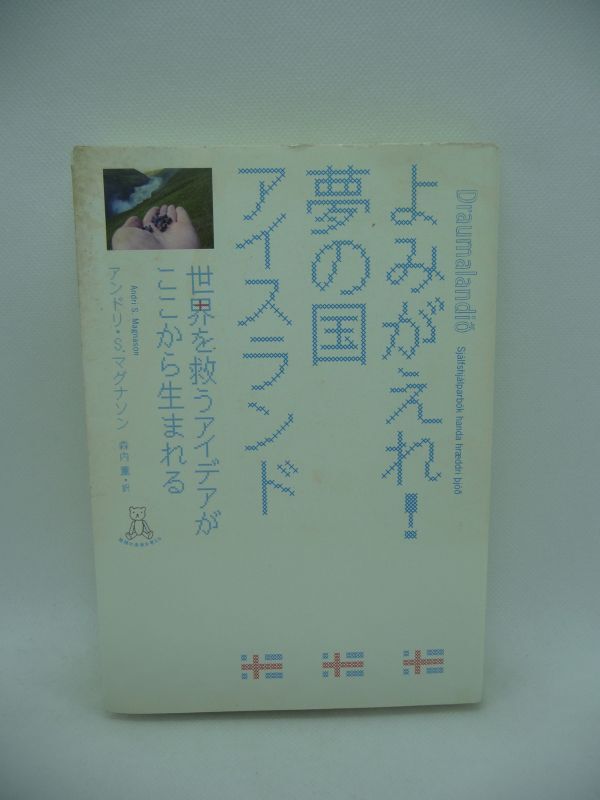 Draumalandið
Sjálfshjálparbók handa hræddri þjóð
よみがえれ!
夢の国
アイスランド
世界を救うアイデアが
ここから生まれる
Andri S. Magnason
アンドリ・S.マグナソン
森内薫・訳